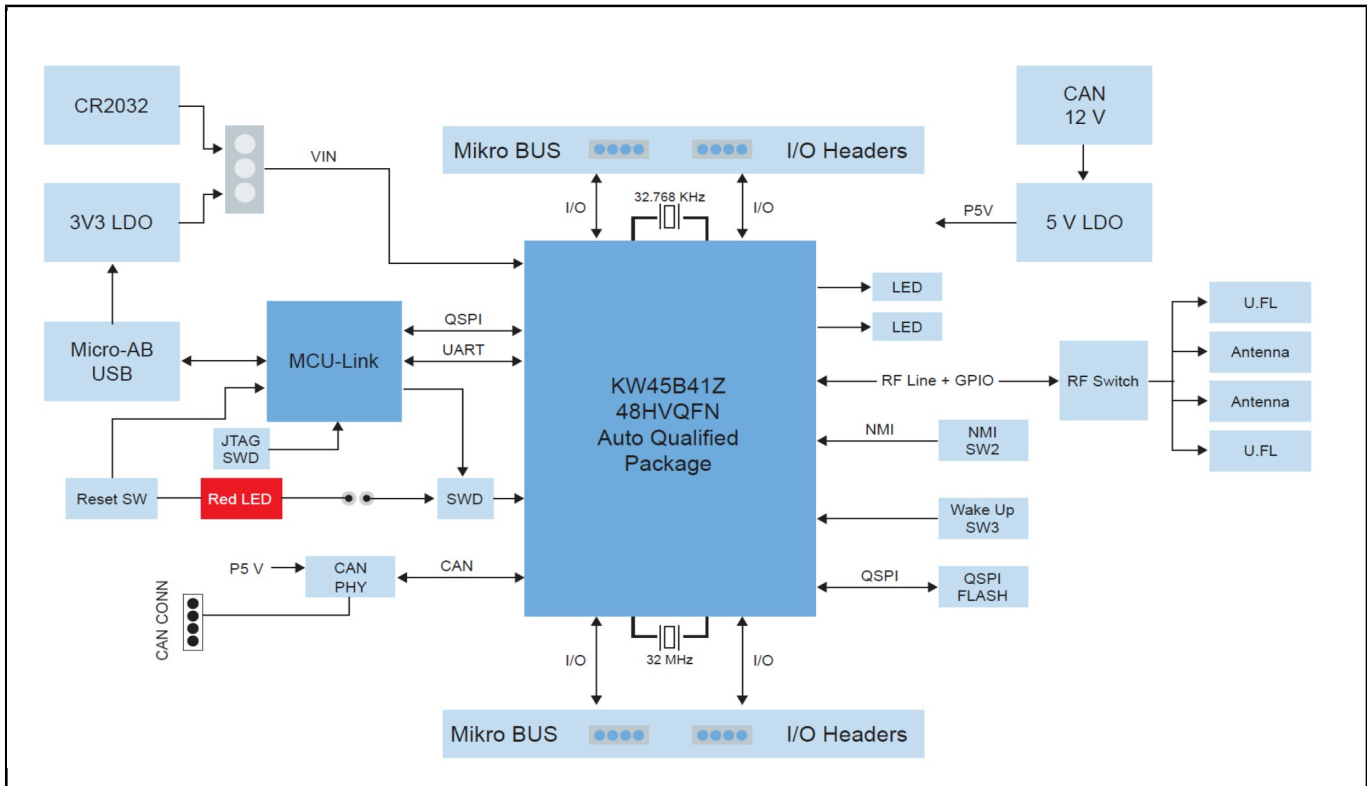 CR2032
3V3 LDO
Micro-AB
USB
VIN
MCU-Link
JTAG
SWD
Reset SW
Red LED
SWD
QSPI
UART
P5 V
CAN
PHY
CAN
CAN CONN
Mikro BUS
I/O Headers
I/O
32.768 KHz
I/O
KW45B41Z
48HVQFN
Auto Qualified
Package
I/O
32 MHz
I/O
Mikro BUS
I/O Headers
CAN
12 V
P5V
5 V LDO
LED
LED
RF Line + GPIO
RF Switch
U.FL
Antenna
Antenna
U.FL
NMI
NMI
SW2
Wake Up
SW3
QSPI
QSPI
FLASH